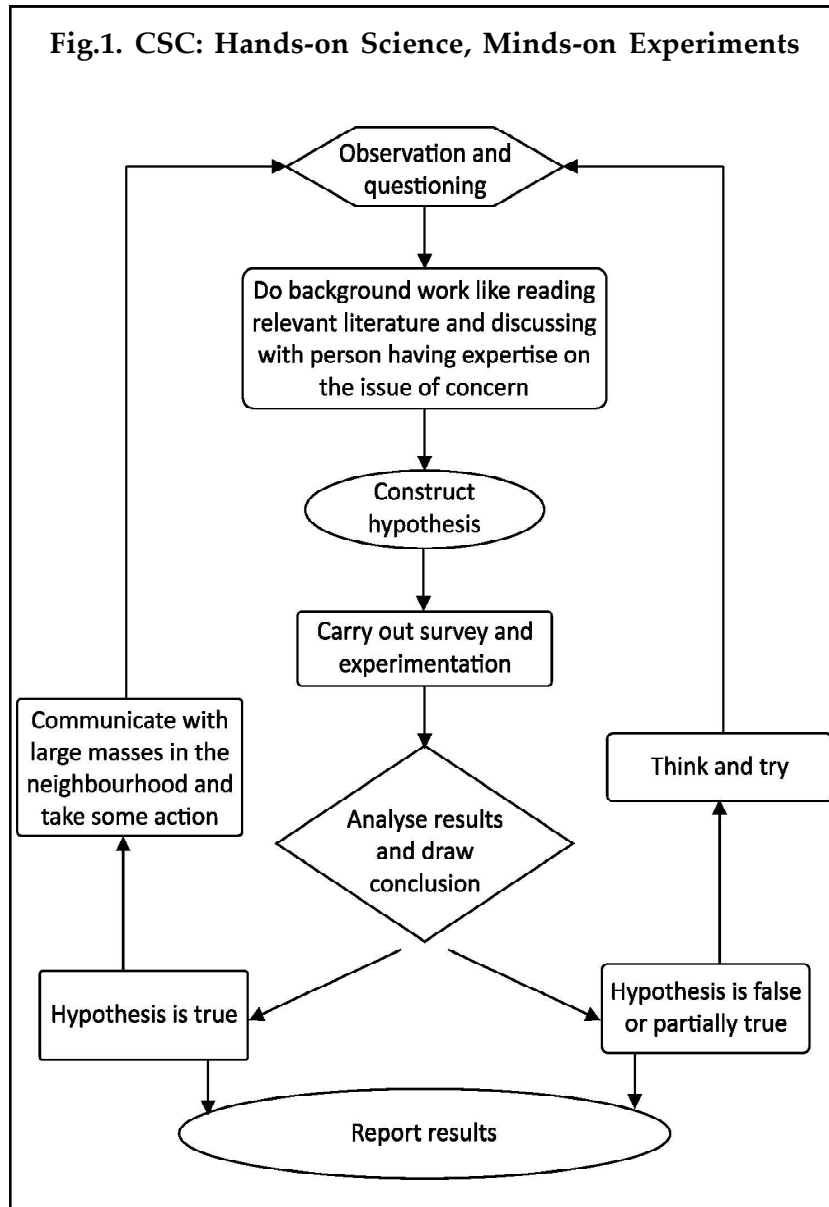 Fig.1. CSC: Hands-on Science, Minds-on Experiments
Observation and
questioning
Do background work like reading
relevant literature and discussing
with person having expertise on
the issue of concern
Construct
hypothesis
Carry out survey and
experimentation
Communicate with
large masses in the
neighbourhood and
take some action
Think and try
Analyse results
and draw
conclusion
Hypothesis is true
Hypothesis is false
or partially true
Report results